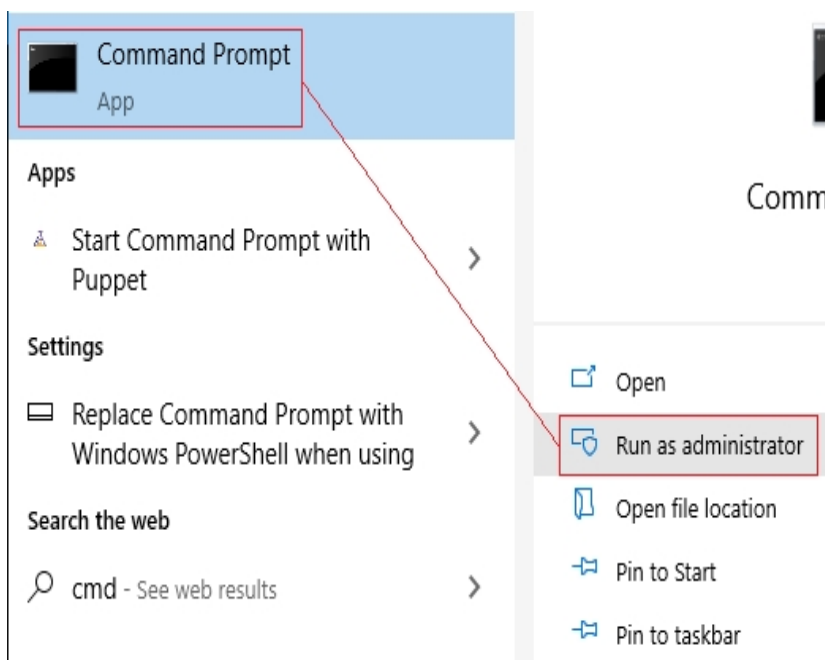 Command Prompt
App
Apps
Start Command Prompt with
Puppet
Settings
Replace Command Prompt with
Windows PowerShell when using
Search the web
cmd - See web results
Comm
Open
Run as administrator
Open file location
Pin to Start
Pin to taskbar